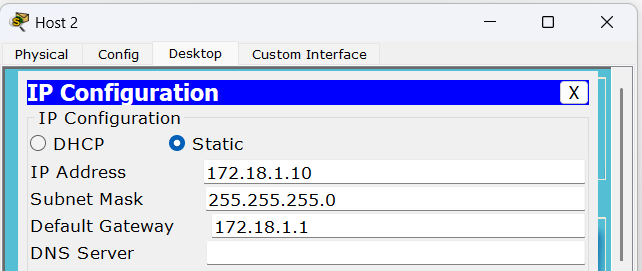 Host 2
Physical Config Desktop Custom Interface
IP Configuration X
IP Configuration
DHCP Static
IP Address 172.18.1.10
Subnet Mask 255.255.255.0
Default Gateway 172.18.1.1
DNS Server